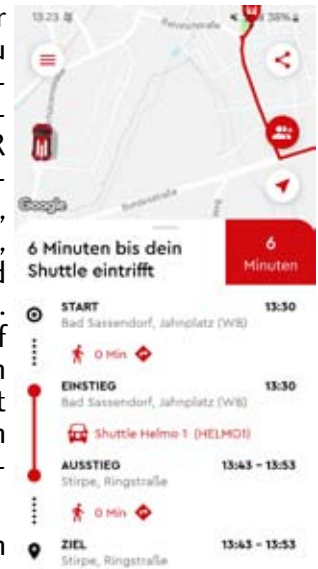 13:23
38%
Bundesstraße
Weg
Google
6 Minuten bis dein
Shuttle eintrifft
6
Minuten
START 13:30
Bad Sassendorf, Jahnplatz (WB)
0 Min
EINSTIEG 13:30
Bad Sassendorf, Jahnplatz (WB)
Shuttle Helmo 1 (HELMO1)
AUSSTIEG 13:43 – 13:53
Stirpe, Ringstraße
0 Min
ZIEL 13:43 – 13:53
Stirpe, Ringstraße